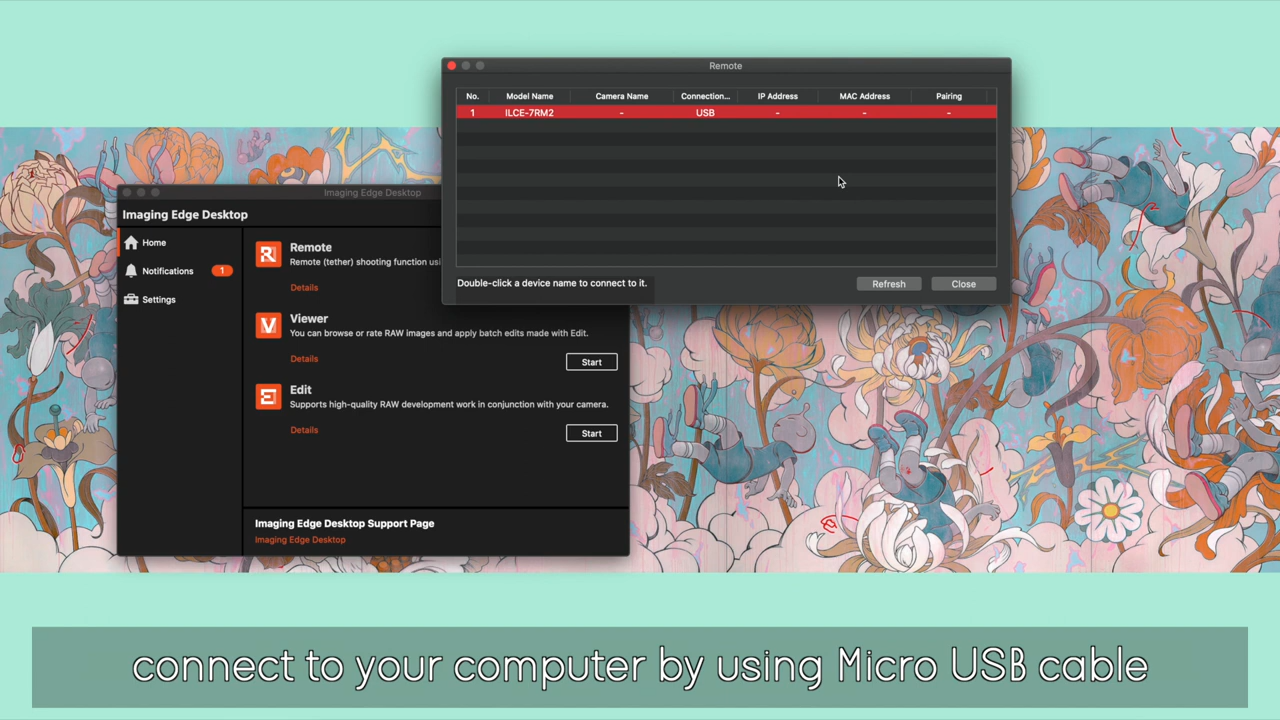 Remote
No. Model Name Camera Name Connection... IP Address MAC Address Pairing
1 ILCE-7RM2 - USB - - -
Double-click a device name to connect to it.
Refresh Close
Imaging Edge Desktop
Imaging Edge Desktop
Home
Notifications 1
Settings
Remote
Remote (tether) shooting function usi
Details
Viewer
You can browse or rate RAW images and apply batch edits made with Edit.
Details
Start
Edit
Supports high-quality RAW development work in conjunction with your camera.
Details
Start
Imaging Edge Desktop Support Page
Imaging Edge Desktop
connect to your computer by using Micro USB cable